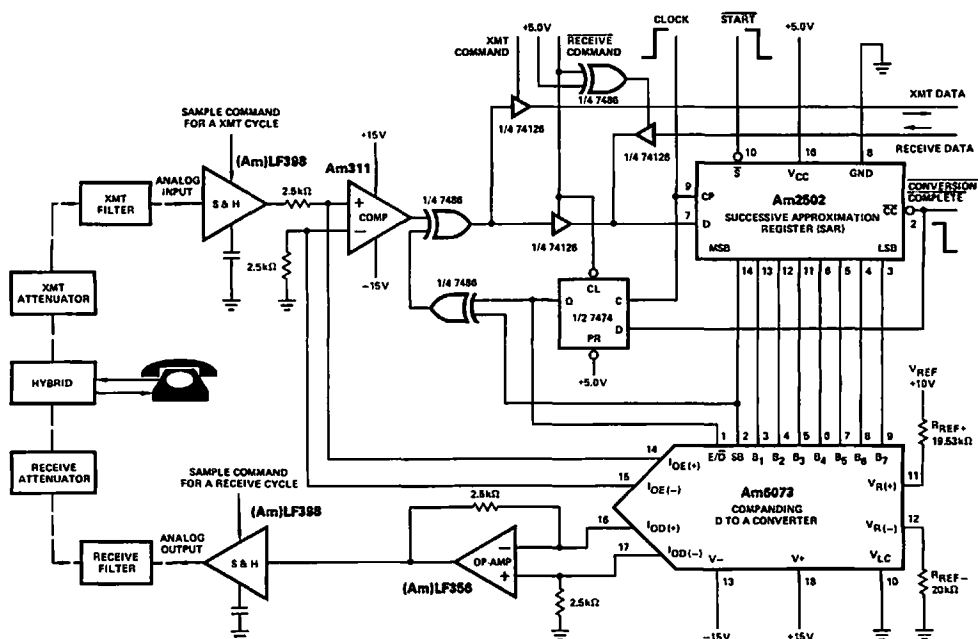 XMT COMMAND
+5.0V
RECEIVE COMMAND
CLOCK
START
+5.0V
1/4 7486
1/4 74126
XMT DATA
RECEIVE DATA
1/4 74126
SAMPLE COMMAND
FOR A XMT CYCLE
(Am)LF398
ANALOG INPUT
XMT FILTER
S & H
2.5kΩ
2.5kΩ
Am311
+15V
COMP
-15V
1/4 7486
1/4 74126
10
16
8
S
VCC
GND
9
CP
7
D
Am2502
SUCCESSIVE APPROXIMATION
REGISTER (SAR)
MSB
LSB
CC
2
CONVERSION
COMPLETE
14 13 12 11 6 5 4 3
XMT ATTENUATOR
HYBRID
RECEIVE ATTENUATOR
1/4 7486
CL
Q
C
1/2 7474
D
PR
+5.0V
VREF
+10V
RREF+
19.53kΩ
1 2 3 4 5 6 7 8 9
E/D SB B1 B2 B3 B4 B5 B6 B7
14
IOE(+)
15
IOE(-)
16
IOD(+)
17
IOD(-)
Am6073
COMPANDING
D TO A CONVERTER
VR(+)
11
VR(-)
12
V-
V+
VLC
13
18
10
-15V
+15V
RREF-
20kΩ
SAMPLE COMMAND
FOR A RECEIVE CYCLE
(Am)LF398
ANALOG OUTPUT
RECEIVE FILTER
S & H
2.5kΩ
OP-AMP
(Am)LF356
2.5kΩ